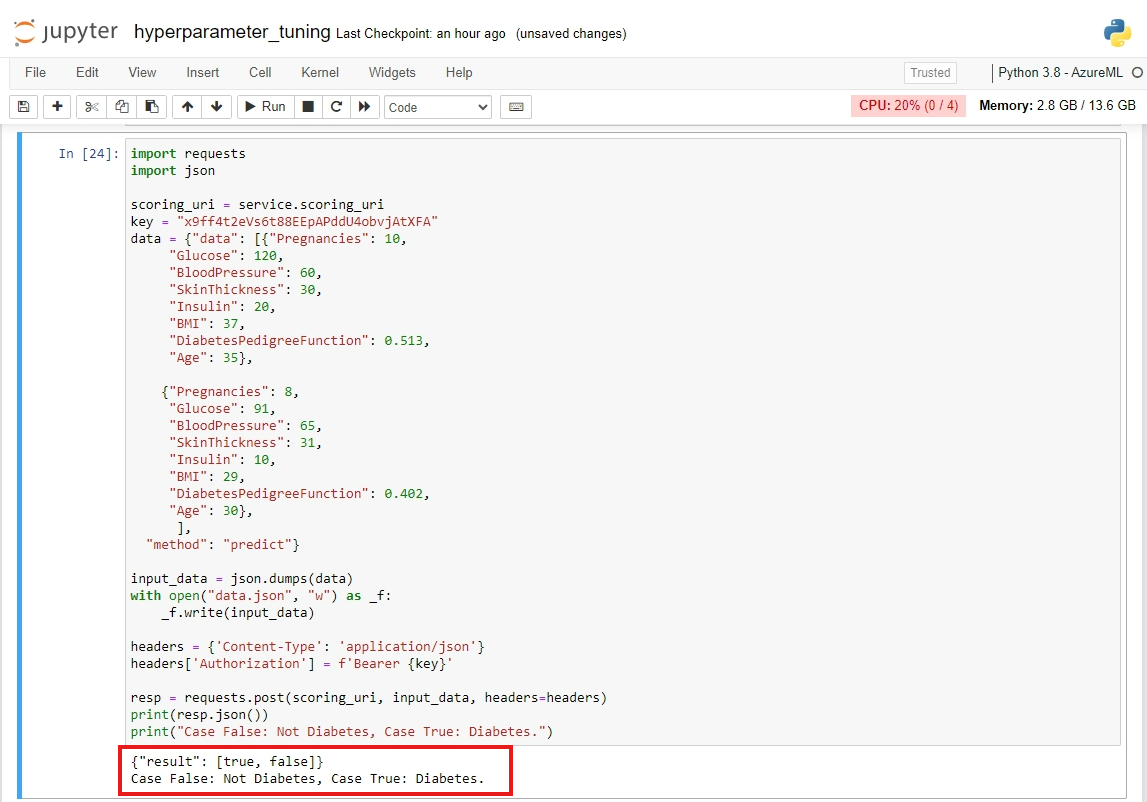 jupyter hyperparameter_tuning Last Checkpoint: an hour ago (unsaved changes)
File Edit View Insert Cell Kernel Widgets Help Trusted Python 3.8 - AzureML
Run Code CPU: 20% (0 / 4) Memory: 2.8 GB / 13.6 GB
In [24]: import requests
import json
scoring_uri = service.scoring_uri
key = "x9ff4t2eVs6t88EEpAPddU4obvjAtXFA"
data = {"data": [{"Pregnancies": 10,
"Glucose": 120,
"BloodPressure": 60,
"SkinThickness": 30,
"Insulin": 20,
"BMI": 37,
"DiabetesPedigreeFunction": 0.513,
"Age": 35},
{"Pregnancies": 8,
"Glucose": 91,
"BloodPressure": 65,
"SkinThickness": 31,
"Insulin": 10,
"BMI": 29,
"DiabetesPedigreeFunction": 0.402,
"Age": 30},
],
"method": "predict"}
input_data = json.dumps(data)
with open("data.json", "w") as _f:
_f.write(input_data)
headers = {'Content-Type': 'application/json'}
headers['Authorization'] = f'Bearer {key}'
resp = requests.post(scoring_uri, input_data, headers=headers)
print(resp.json())
print("Case False: Not Diabetes, Case True: Diabetes.")
{"result": [true, false]}
Case False: Not Diabetes, Case True: Diabetes.